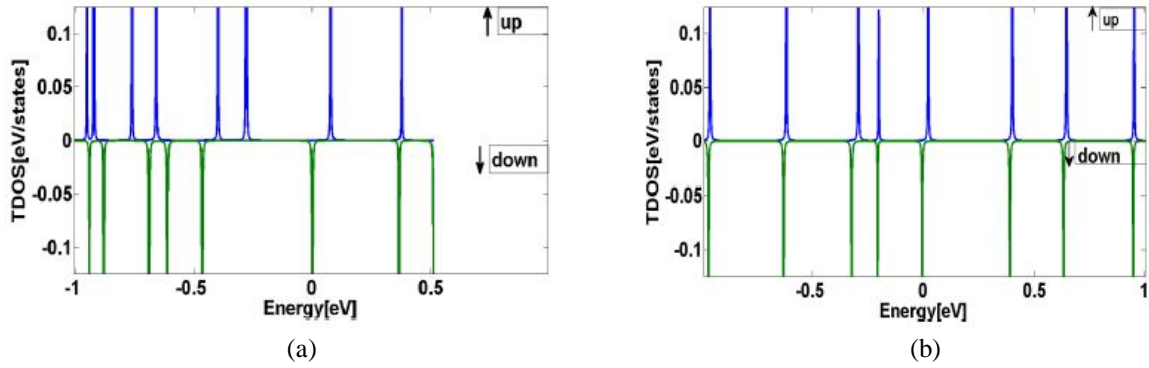 up
0.1
0.05
0
-0.05
-0.1
TDOS[eV/states]
down
-1 -0.5 0 0.5
Energy[eV]
(a)
up
0.1
0.05
0
-0.05
-0.1
TDOS[eV/states]
down
-0.5 0 0.5 1
Energy[eV]
(b)